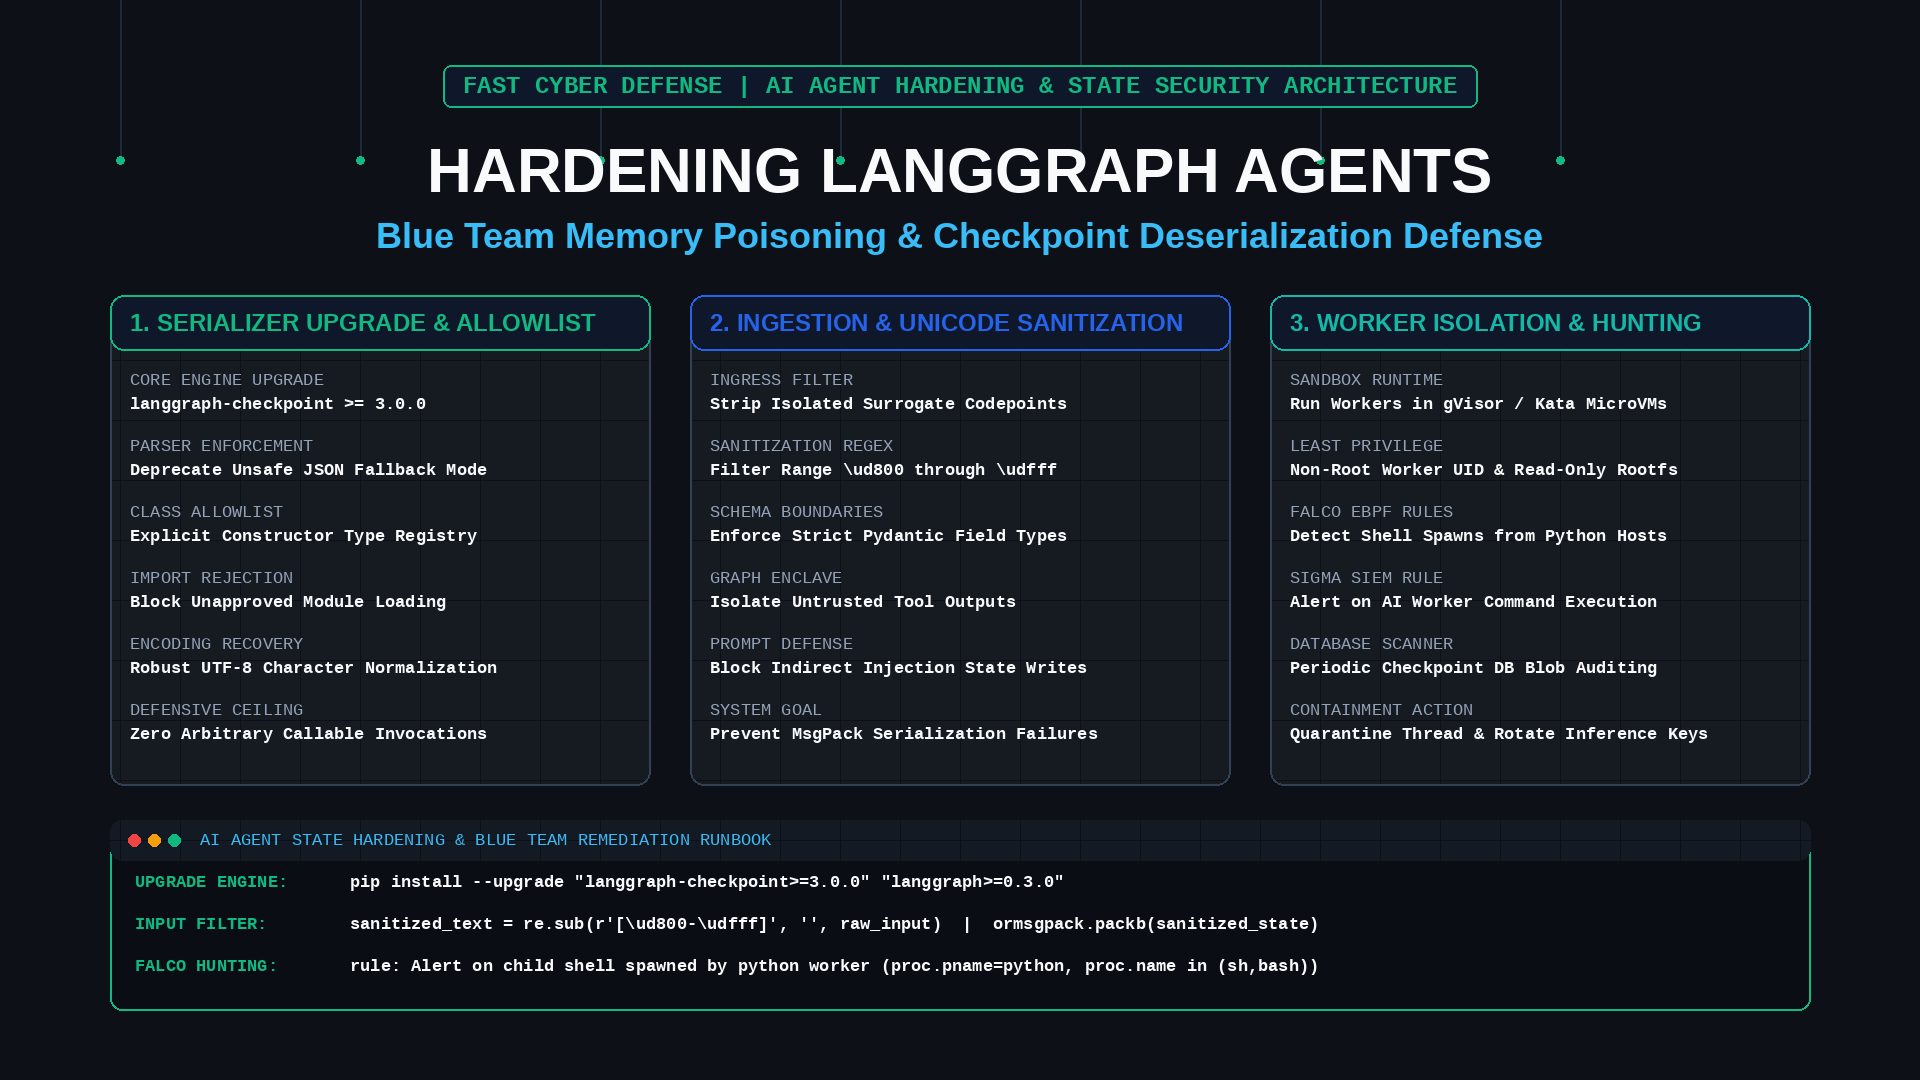 FAST CYBER DEFENSE | AI AGENT HARDENING & STATE SECURITY ARCHITECTURE
HARDENING LANGGRAPH AGENTS
Blue Team Memory Poisoning & Checkpoint Deserialization Defense
1. SERIALIZER UPGRADE & ALLOWLIST
CORE ENGINE UPGRADE
langgraph-checkpoint >= 3.0.0
PARSER ENFORCEMENT
Deprecate Unsafe JSON Fallback Mode
CLASS ALLOWLIST
Explicit Constructor Type Registry
IMPORT REJECTION
Block Unapproved Module Loading
ENCODING RECOVERY
Robust UTF-8 Character Normalization
DEFENSIVE CEILING
Zero Arbitrary Callable Invocations
2. INGESTION & UNICODE SANITIZATION
INGRESS FILTER
Strip Isolated Surrogate Codepoints
SANITIZATION REGEX
Filter Range \ud800 through \udfff
SCHEMA BOUNDARIES
Enforce Strict Pydantic Field Types
GRAPH ENCLAVE
Isolate Untrusted Tool Outputs
PROMPT DEFENSE
Block Indirect Injection State Writes
SYSTEM GOAL
Prevent MsgPack Serialization Failures
3. WORKER ISOLATION & HUNTING
SANDBOX RUNTIME
Run Workers in gVisor / Kata MicroVMs
LEAST PRIVILEGE
Non-Root Worker UID & Read-Only Rootfs
FALCO EBPF RULES
Detect Shell Spawns from Python Hosts
SIGMA SIEM RULE
Alert on AI Worker Command Execution
DATABASE SCANNER
Periodic Checkpoint DB Blob Auditing
CONTAINMENT ACTION
Quarantine Thread & Rotate Inference Keys
AI AGENT STATE HARDENING & BLUE TEAM REMEDIATION RUNBOOK
UPGRADE ENGINE: pip install --upgrade "langgraph-checkpoint>=3.0.0" "langgraph>=0.3.0"
INPUT FILTER: sanitized_text = re.sub(r'[\ud800-\udfff]', '', raw_input) | ormsgpack.packb(sanitized_state)
FALCO HUNTING: rule: Alert on child shell spawned by python worker (proc.pname=python, proc.name in (sh,bash))